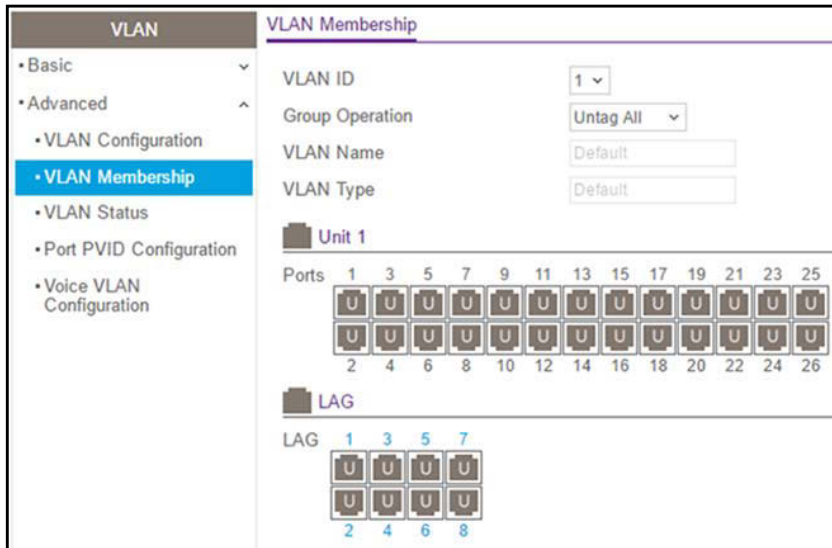 VLAN
• Basic
• Advanced
• VLAN Configuration
• VLAN Membership
• VLAN Status
• Port PVID Configuration
• Voice VLAN
Configuration
VLAN Membership
VLAN ID 1
Group Operation Untag All
VLAN Name Default
VLAN Type Default
Unit 1
Ports 1 3 5 7 9 11 13 15 17 19 21 23 25
U U U U U U U U U U U U U
U U U U U U U U U U U U U
2 4 6 8 10 12 14 16 18 20 22 24 26
LAG
LAG 1 3 5 7
U U U U
U U U U
2 4 6 8